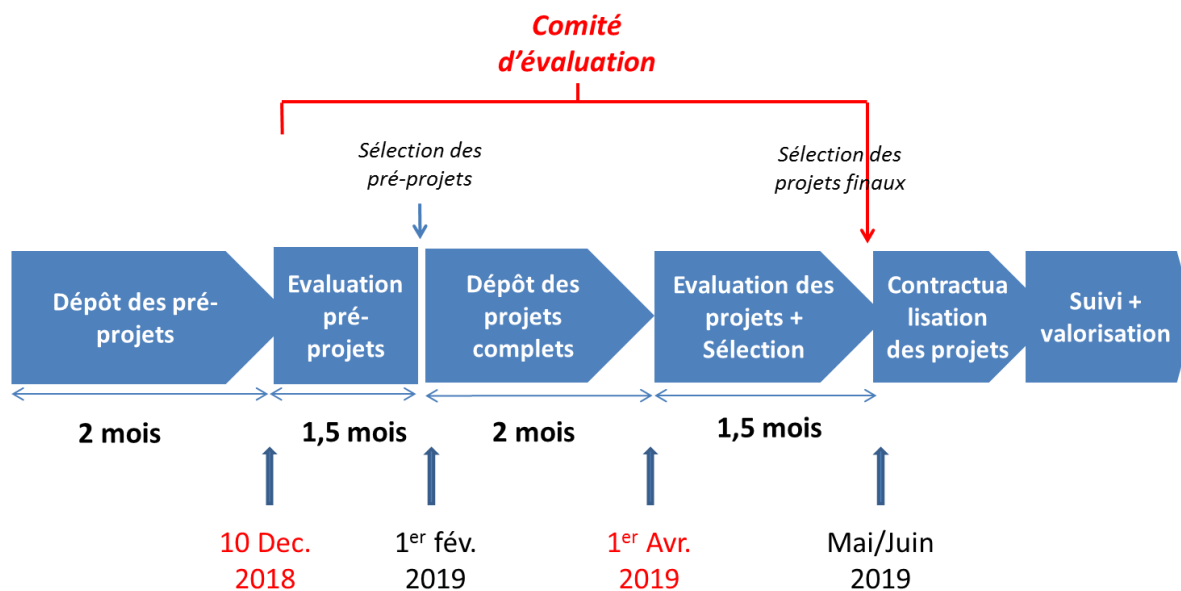 Comité
d’évaluation
Sélection des
pré-projets
Sélection des
projets finaux
Dépôt des pré-
projets
Evaluation
pré-
projets
Dépôt des
projets
complets
Evaluation des
projets +
Sélection
Contractua
lisation
des projets
Suivi +
valorisation
2 mois
1,5 mois
2 mois
1,5 mois
10 Dec.
2018
1er fév.
2019
1er Avr.
2019
Mai/Juin
2019